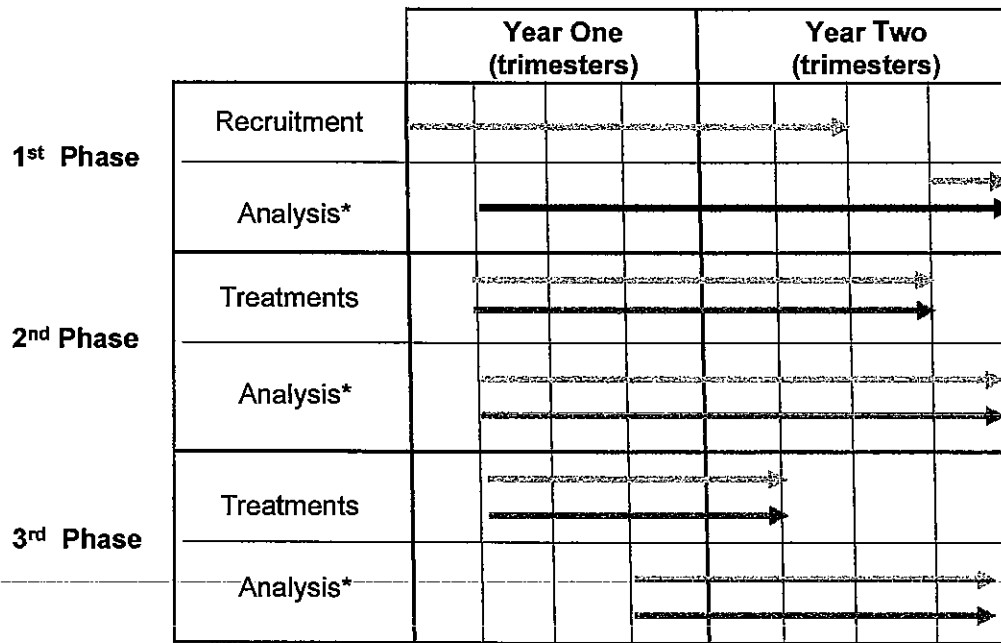 Year One
(trimesters)
Year Two
(trimesters)
1st Phase
Recruitment
Analysis*
2nd Phase
Treatments
Analysis*
3rd Phase
Treatments
Analysis*